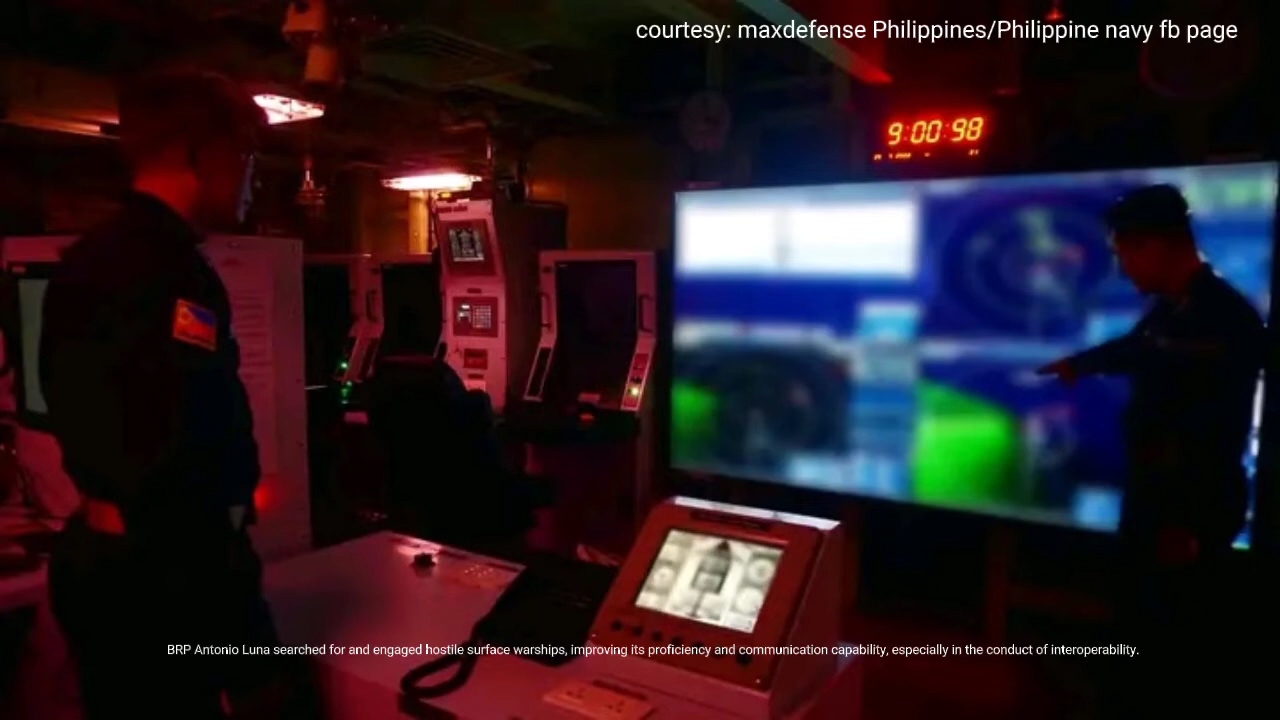 courtesy: maxdefense Philippines/Philippine navy fb page
9:00:98
BRP Antonio Luna searched for and engaged hostile surface warships, improving its proficiency and communication capability, especially in the conduct of interoperability.